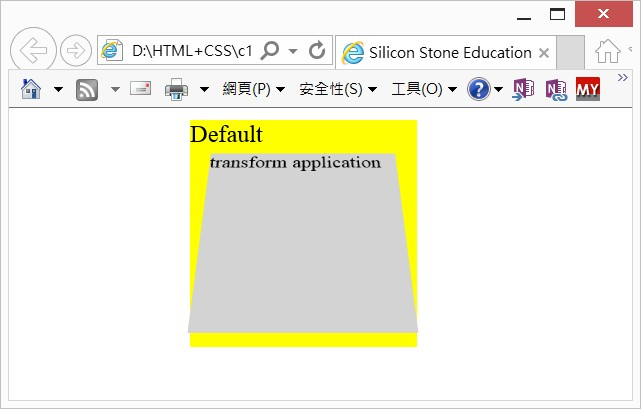 D:\HTML+CSS\c1
Silicon Stone Education
網頁(P)
安全性(S)
工具(O)
MY
Default
transform application